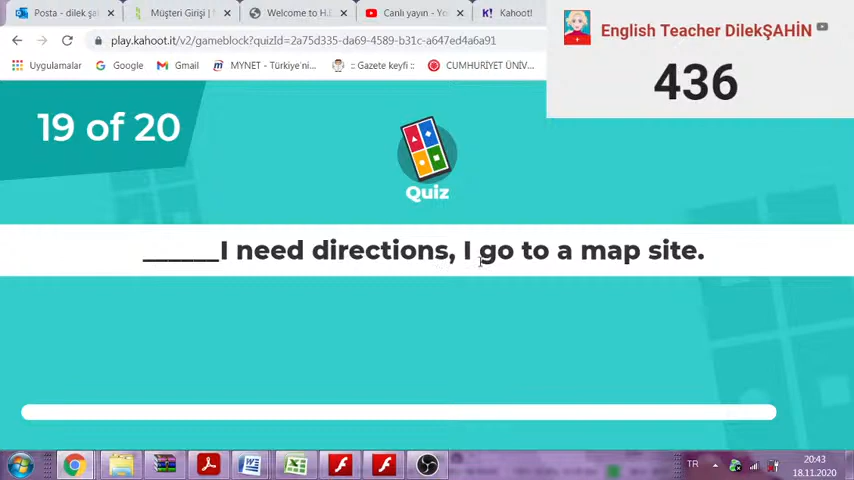 Posta - dilek şal
Müşteri Girişi | N
Welcome to H.I.
Canlı yayın - Yo
Kahoot!
play.kahoot.it/v2/gameblock?quizId=2a75d335-da69-4589-b31c-a647ed4a6a91
Uygulamalar
Google
Gmail
MYNET - Türkiye'ni...
:: Gazete keyfi ::
CUMHURİYET ÜNİV...
English Teacher DilekŞAHİN
436
19 of 20
Quiz
______I need directions, I go to a map site.
TR
20:43
18.11.2020